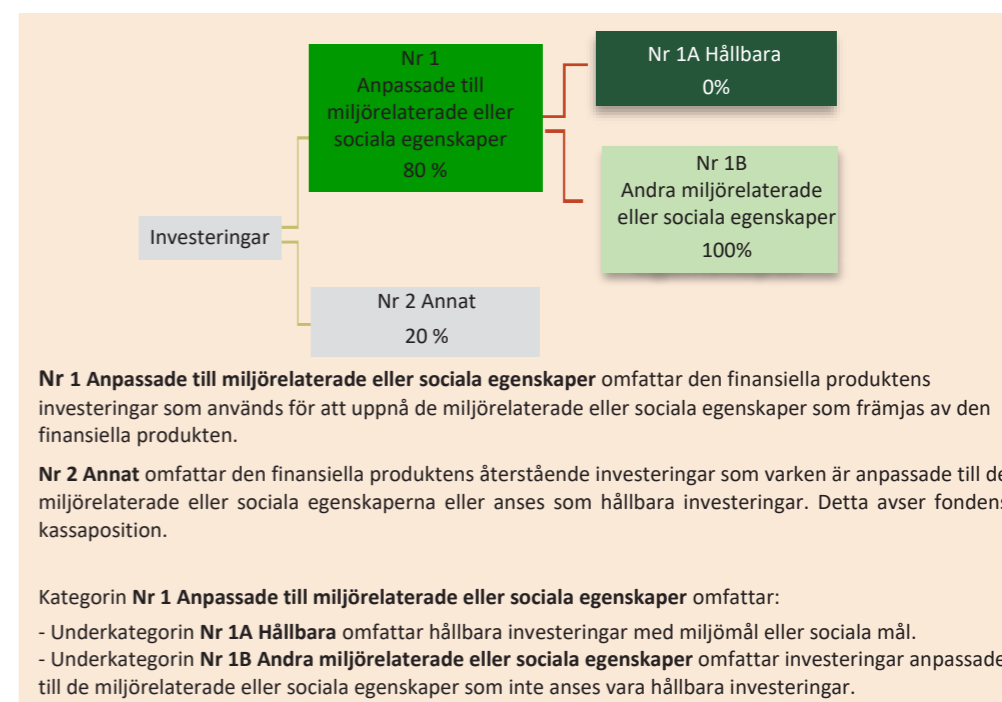 Nr 1
Anpassade till
miljörelaterade eller
sociala egenskaper
80 %
Nr 1A Hållbara
0%
Nr 1B
Andra miljörelaterade
eller sociala egenskaper
100%
Investeringar
Nr 2 Annat
20 %
Nr 1 Anpassade till miljörelaterade eller sociala egenskaper omfattar den finansiella produktens
investeringar som används för att uppnå de miljörelaterade eller sociala egenskaper som främjas av den
finansiella produkten.
Nr 2 Annat omfattar den finansiella produktens återstående investeringar som varken är anpassade till de
miljörelaterade eller sociala egenskaperna eller anses som hållbara investeringar. Detta avser fondens
kassaposition.
Kategorin Nr 1 Anpassade till miljörelaterade eller sociala egenskaper omfattar:
- Underkategorin Nr 1A Hållbara omfattar hållbara investeringar med miljömål eller sociala mål.
- Underkategorin Nr 1B Andra miljörelaterade eller sociala egenskaper omfattar investeringar anpassade
till de miljörelaterade eller sociala egenskaper som inte anses vara hållbara investeringar.